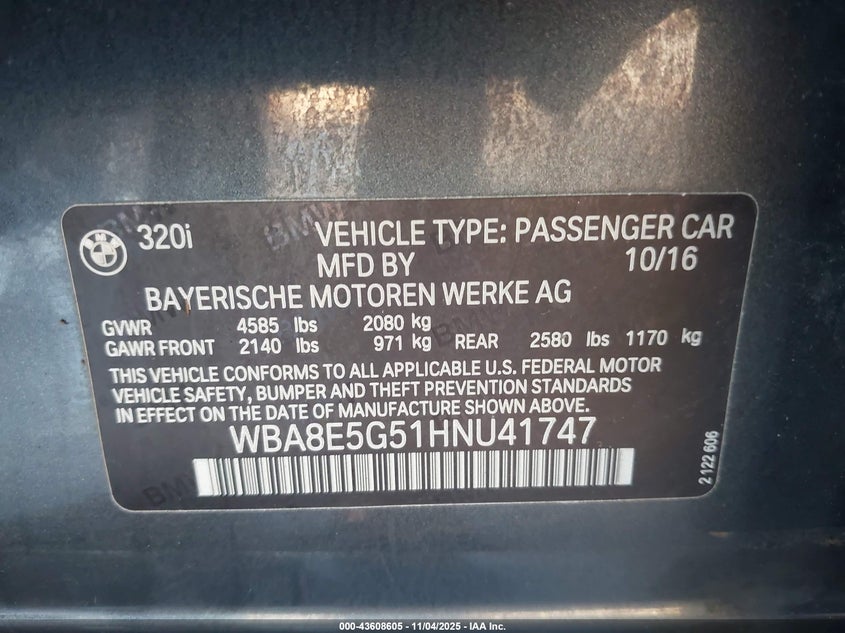 320i VEHICLE TYPE: PASSENGER CAR
MFD BY 10/16
BAYERISCHE MOTOREN WERKE AG
GVWR 4585 lbs 2080 kg
GAWR FRONT 2140 lbs 971 kg REAR 2580 lbs 1170 kg
THIS VEHICLE CONFORMS TO ALL APPLICABLE U.S. FEDERAL MOTOR
VEHICLE SAFETY, BUMPER AND THEFT PREVENTION STANDARDS
IN EFFECT ON THE DATE OF MANUFACTURE SHOWN ABOVE.
WBA8E5G51HNU41747
2 122 606
000-43608605 - 11/04/2025 - IAA Inc.